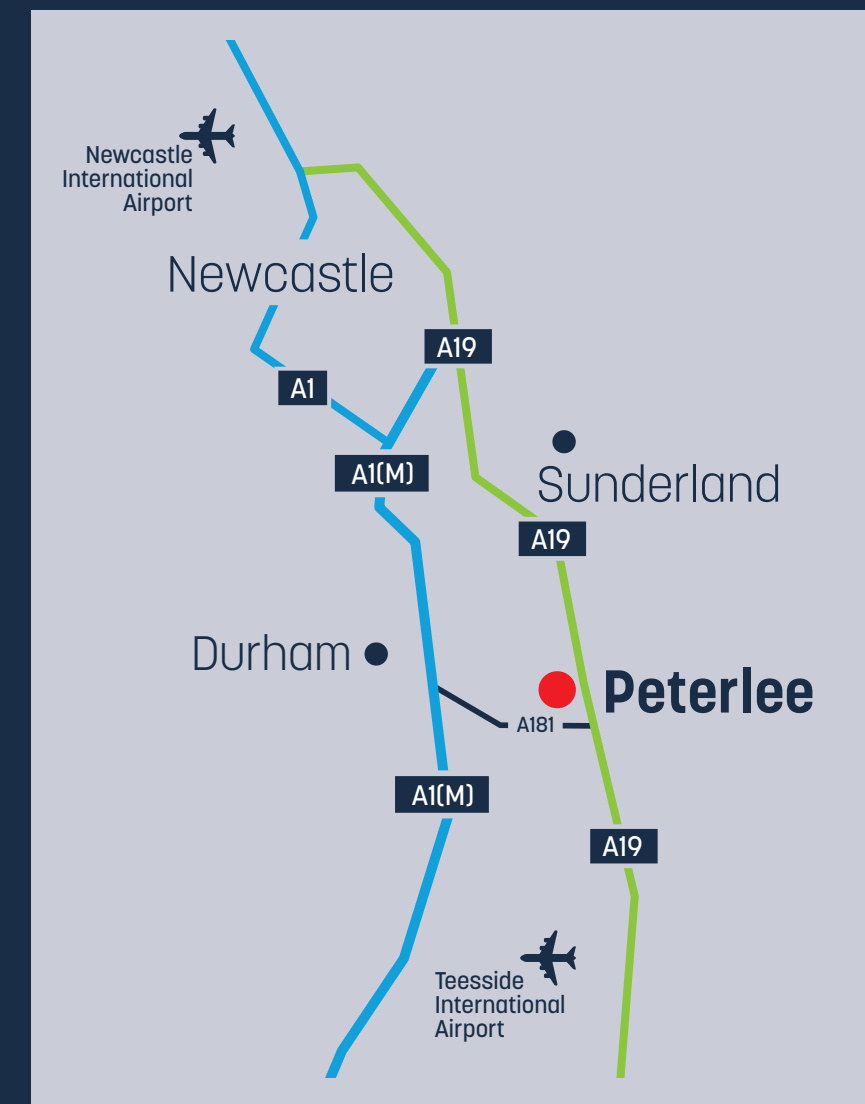 Newcastle
International
Airport
Newcastle
A19
A1
Sunderland
A1(M)
A19
Durham
Peterlee
A181
A1(M)
A19
Teesside
International
Airport